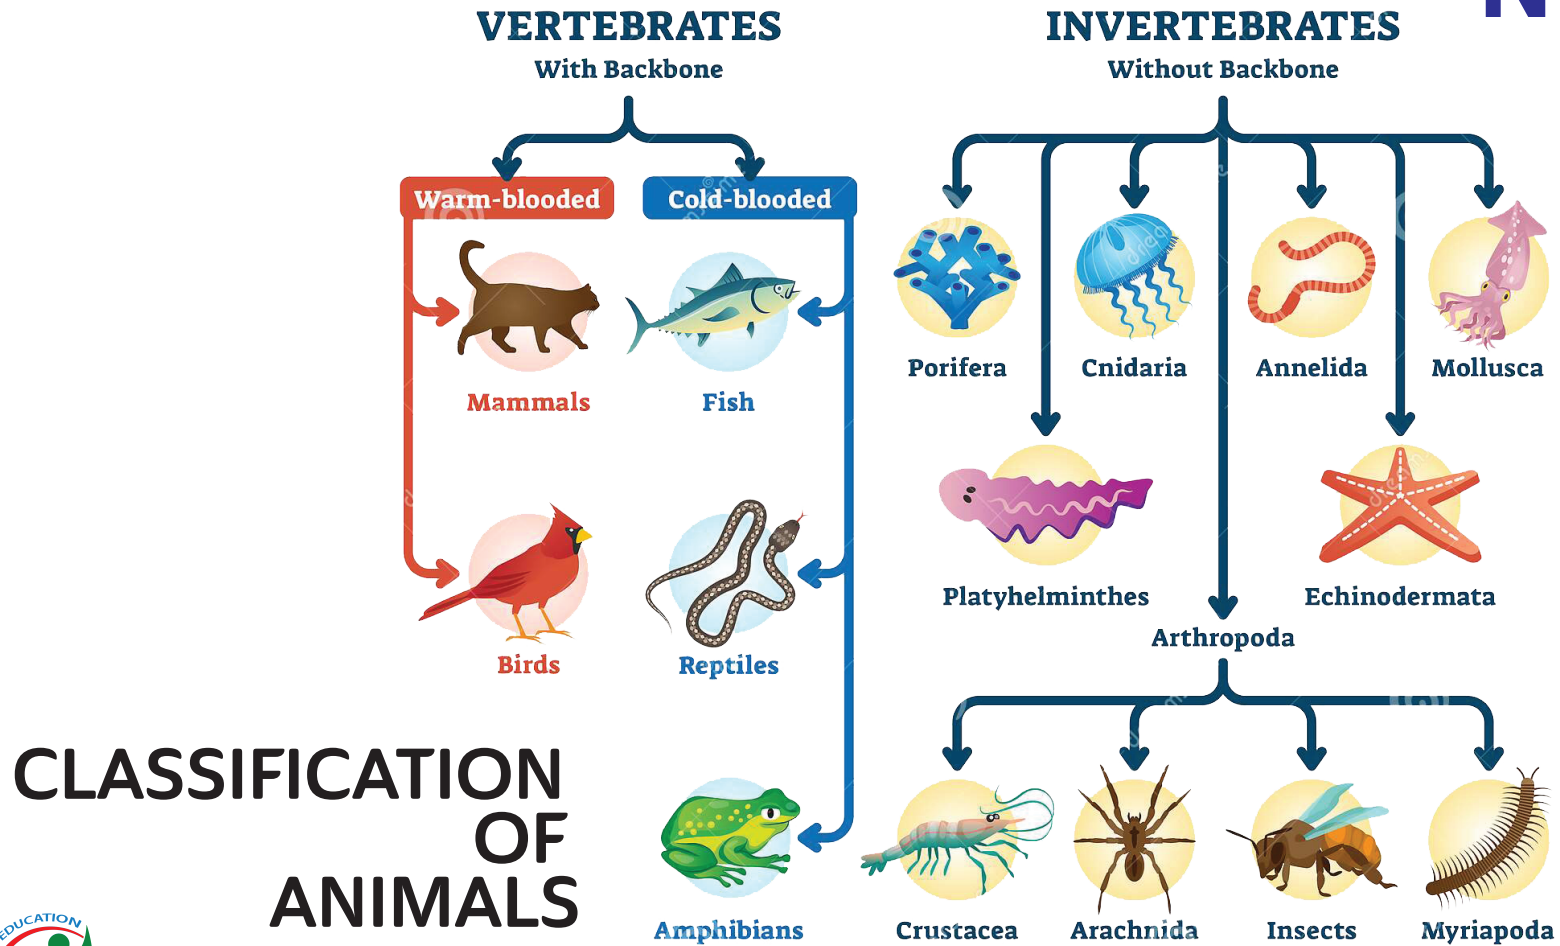 VERTEBRATES
With Backbone
Warm-blooded
Cold-blooded
Mammals
Fish
Birds
Reptiles
Amphibians
INVERTEBRATES
Without Backbone
Porifera
Cnidaria
Annelida
Mollusca
Platyhelminthes
Echinodermata
Arthropoda
Crustacea
Arachnida
Insects
Myriapoda
CLASSIFICATION
OF
ANIMALS
EDUCATION
N